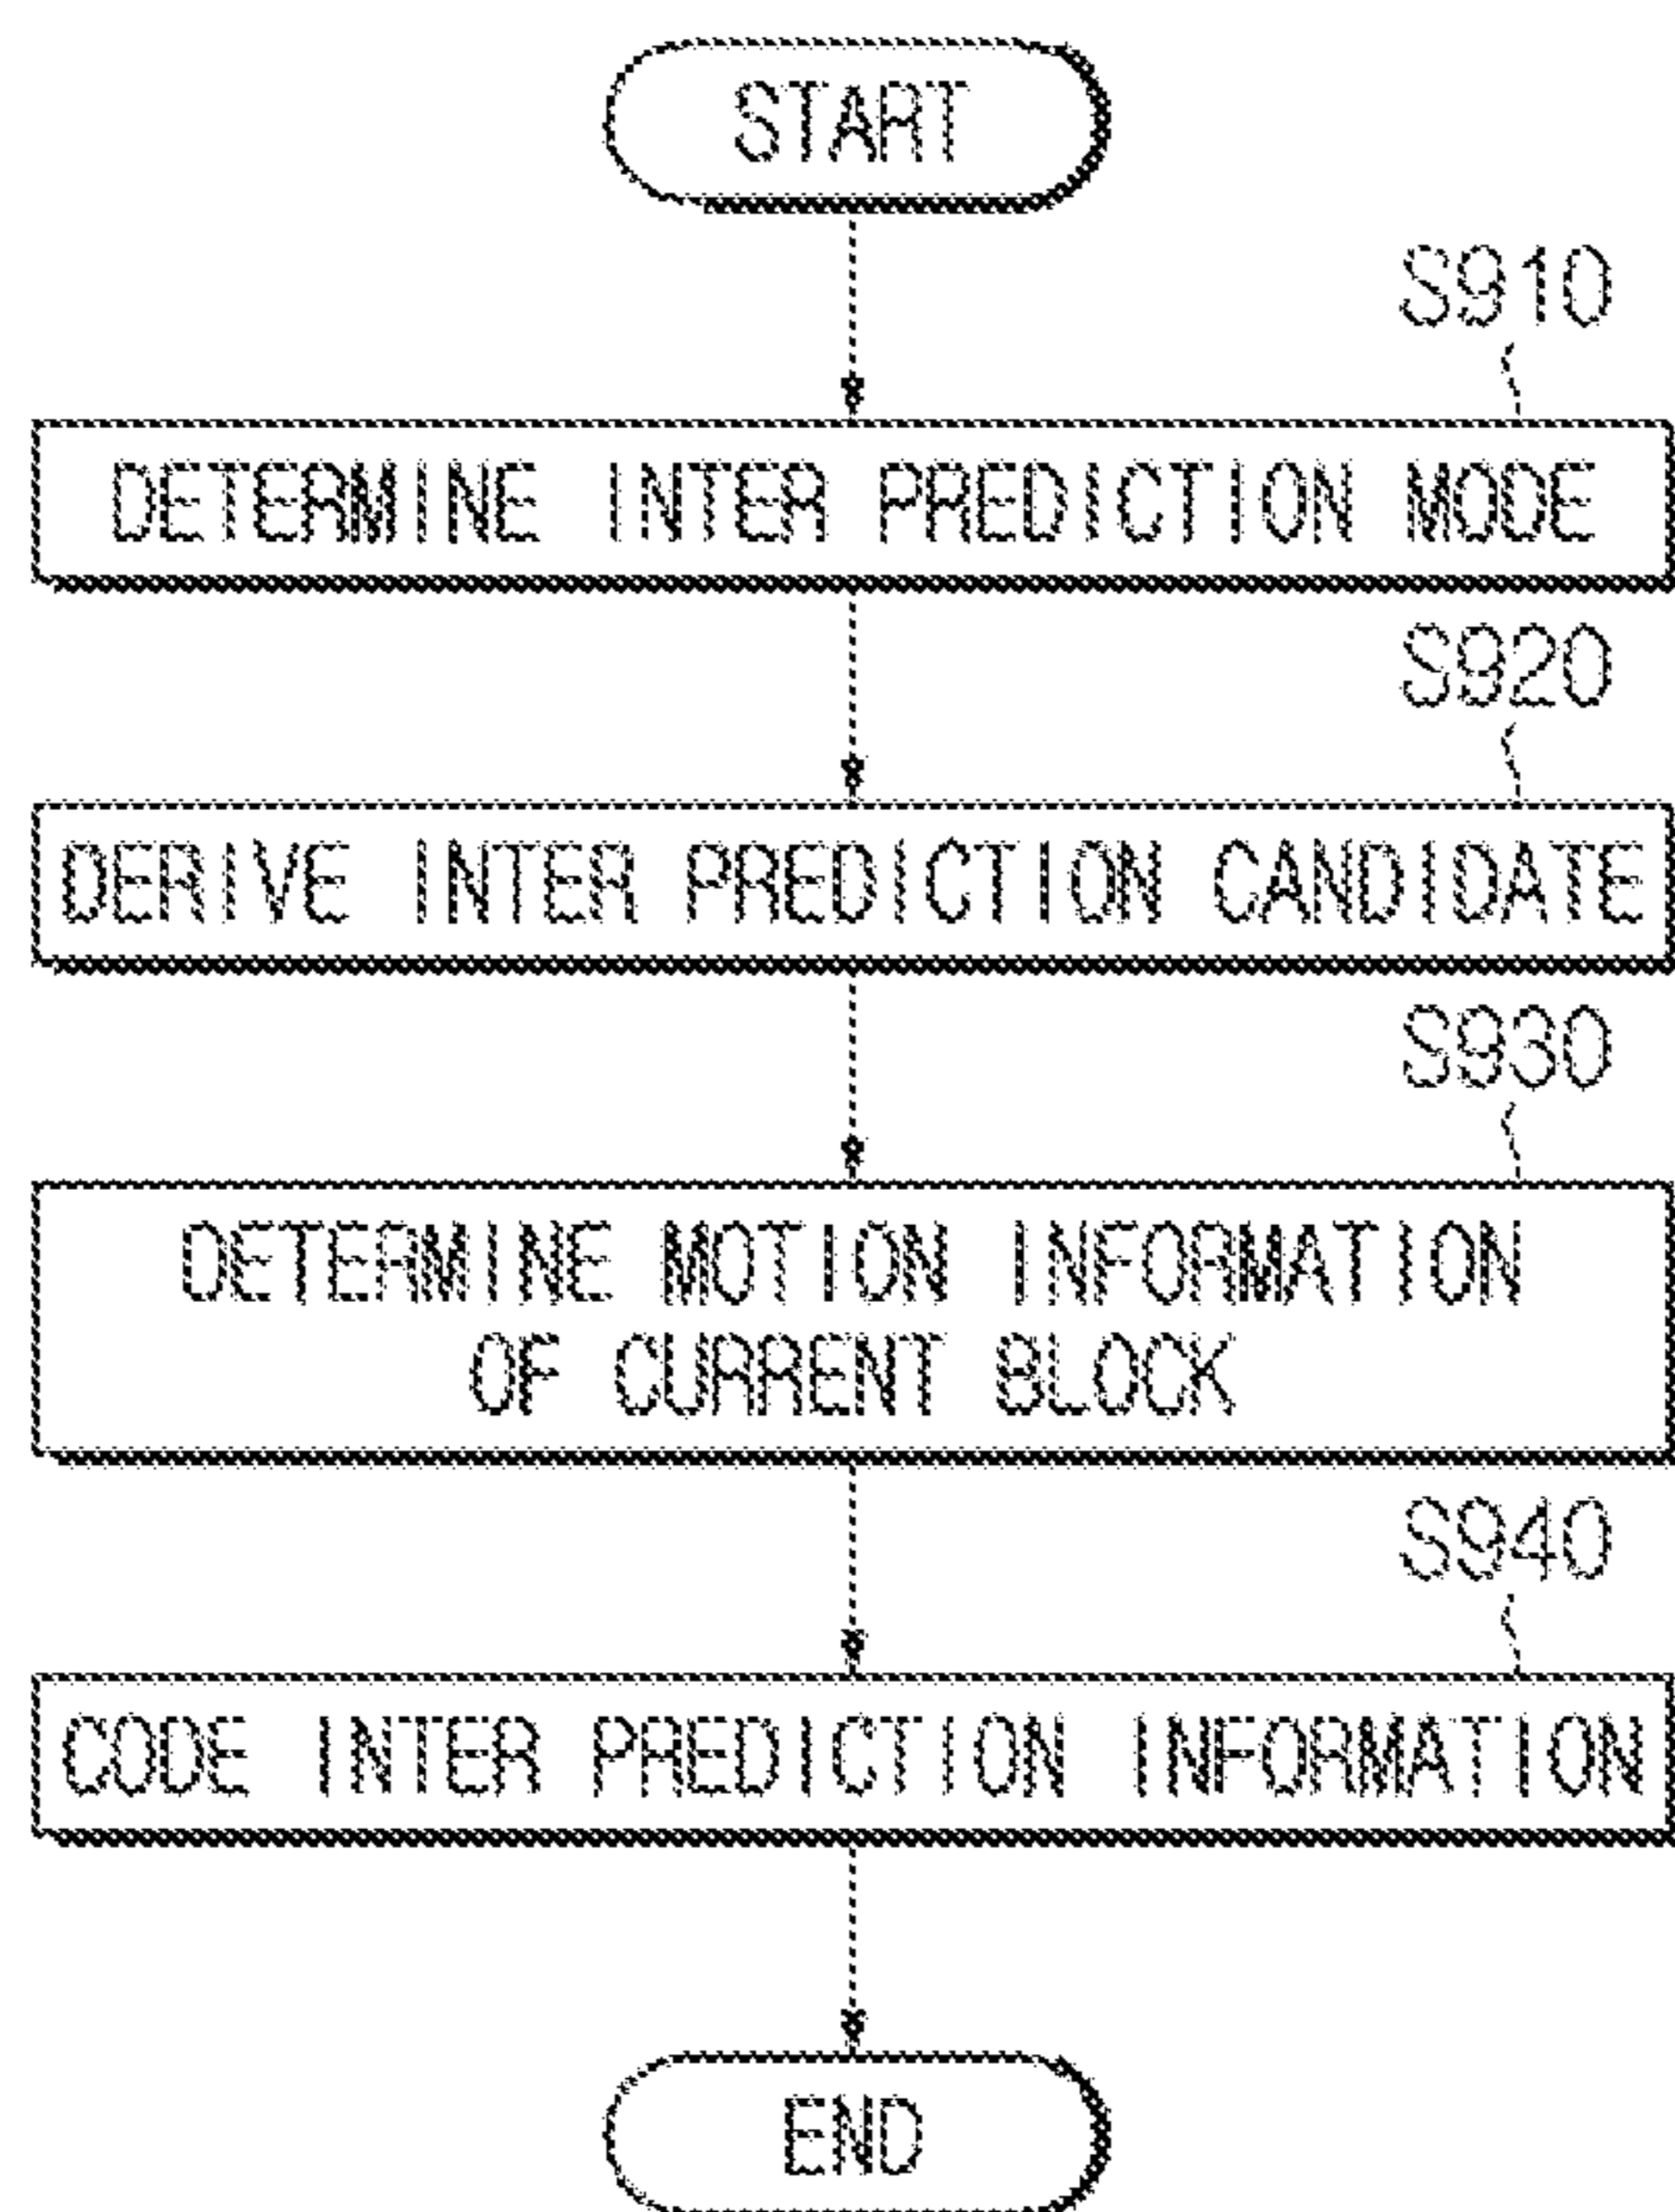 START
S910
DETERMINE INTER PREDICTION MODE
S920
DERIVE INTER PREDICTION CANDIDATE
S930
DETERMINE MOTION INFORMATION
OF CURRENT BLOCK
S940
CODE INTER PREDICTION INFORMATION
END